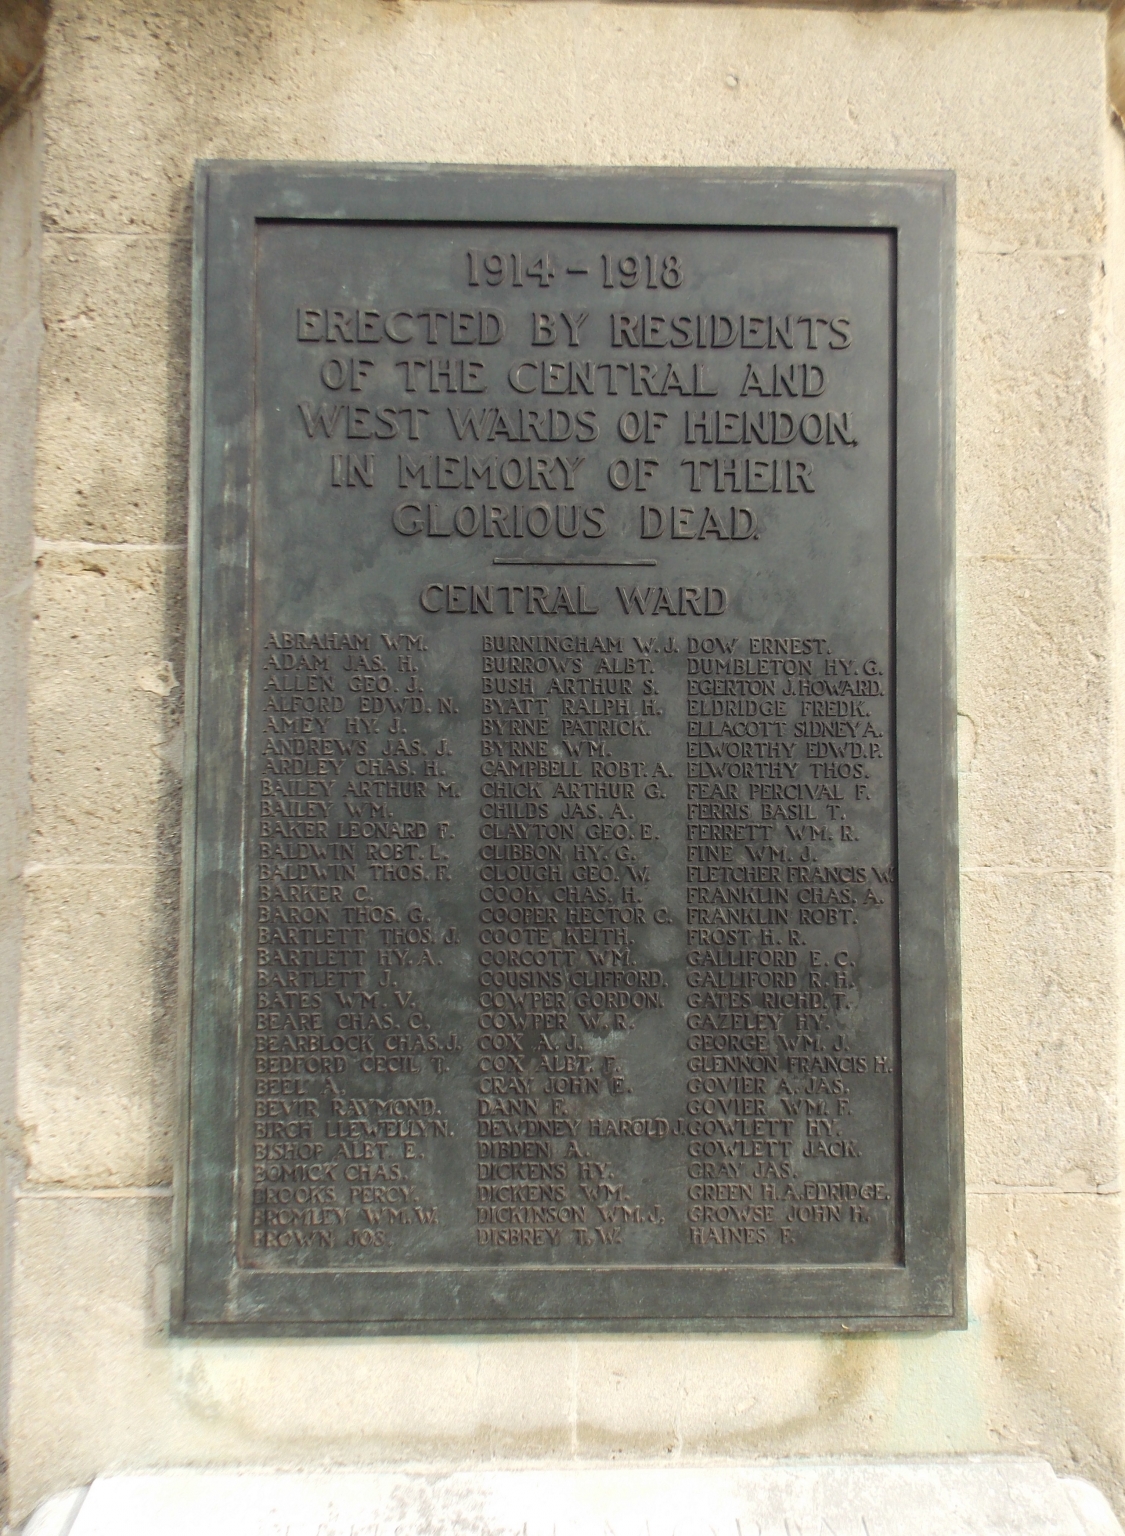 1914 – 1918
ERECTED BY RESIDENTS
OF THE CENTRAL AND
WEST WARDS OF HENDON,
IN MEMORY OF THEIR
GLORIOUS DEAD.
CENTRAL WARD
ABRAHAM WM.
ADAM JAS. H.
ALLEN GEO. J.
ALFORD EDWD. N.
AMEY HY. J.
ANDREWS JAS. J.
ARDLEY CHAS. H.
BAILEY ARTHUR M.
BAILEY WM.
BAKER LEONARD F.
BALDWIN ROBT. L.
BALDWIN THOS. F.
BARKER C.
BARON THOS. G.
BARTLETT THOS. J.
BARTLETT HY. A.
BARTLETT J.
BATES WM. V.
BEARE CHAS. C.
BEARBLOCK CHAS. J.
BEDFORD CECIL T.
BEEL A.
BEVIR RAYMOND.
BIRCH LLEWELLYN.
BISHOP ALBT. E.
BOMICK CHAS.
BROOKS PERCY.
BROMLEY WM. W.
BROWN JOS.
BURNINGHAM W. J.
BURROWS ALBT.
BUSH ARTHUR S.
BYATT RALPH H.
BYRNE PATRICK.
BYRNE WM.
CAMPBELL ROBT. A.
CHICK ARTHUR G.
CHILDS JAS. A.
CLAYTON GEO. E.
CLIBBON HY. G.
CLOUGH GEO. W.
COOK CHAS. H.
COOPER HECTOR C.
COOTE KEITH.
CORCOTT WM.
COUSINS CLIFFORD.
COWPER GORDON.
COWPER W. R.
COX A. J.
COX ALBT. F.
CRAY JOHN E.
DANN F.
DEWDNEY HAROLD J.
DIBDEN A.
DICKENS HY.
DICKENS WM.
DICKINSON WM. J.
DISBREY T. W.
DOW ERNEST.
DUMBLETON HY. G.
EGERTON J. HOWARD.
ELDRIDGE FREDK.
ELLACOTT SIDNEY A.
ELWORTHY EDWD. P.
ELWORTHY THOS.
FEAR PERCIVAL F.
FERRIS BASIL T.
FERRETT WM. R.
FINE WM. J.
FLETCHER FRANCIS W.
FRANKLIN CHAS. A.
FRANKLIN ROBT.
FROST H. R.
GALLIFORD E. C.
GALLIFORD R. H.
GATES RICHD. T.
GAZELEY HY.
GEORGE WM. J.
GLENNON FRANCIS H.
GOVIER A. JAS.
GOVIER WM. F.
GOWLETT HY.
GOWLETT JACK.
GRAY JAS.
GREEN H. A. EDRIDGE.
GROWSE JOHN H.
HAINES F.